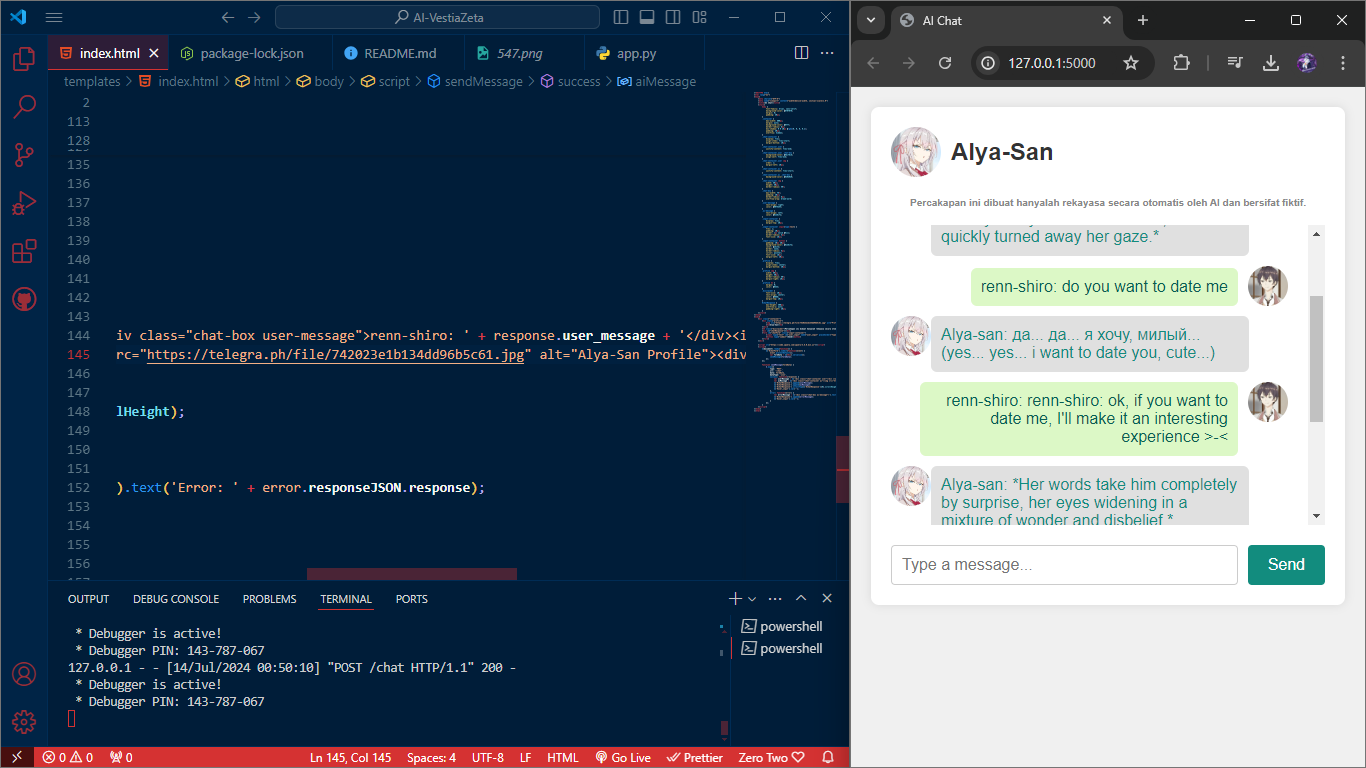 AI-VestiaZeta
index.html
package-lock.json
README.md
547.png
app.py
templates > index.html > html > body > script > sendMessage > success > aiMessage
2
113
128
135
136
137
138
139
140
141
142
143
144 iv class="chat-box user-message">renn-shiro: ' + response.user_message + '</div><i
145 rc="https://telegra.ph/file/742023e1b134dd96b5c61.jpg" alt="Alya-San Profile"><div
146
147
148 lHeight);
149
150
151
152 ).text('Error: ' + error.responseJSON.response);
153
154
155
156
OUTPUT
DEBUG CONSOLE
PROBLEMS
TERMINAL
PORTS
* Debugger is active!
* Debugger PIN: 143-787-067
127.0.0.1 - - [14/Jul/2024 00:50:10] "POST /chat HTTP/1.1" 200 -
* Debugger is active!
* Debugger PIN: 143-787-067
powershell
powershell
0 0 0
Ln 145, Col 145
Spaces: 4
UTF-8
LF
HTML
Go Live
Prettier
Zero Two
AI Chat
127.0.0.1:5000
Alya-San
Percakapan ini dibuat hanyalah rekayasa secara otomatis oleh AI dan bersifat fiktif.
quickly turned away her gaze.*
renn-shiro: do you want to date me
Alya-san: да... да... я хочу, милый...
(yes... yes... i want to date you, cute...)
renn-shiro: renn-shiro: ok, if you want to
date me, I'll make it an interesting
experience >-<
Alya-san: *Her words take him completely
by surprise, her eyes widening in a
mixture of wonder and disbelief.*
Type a message...
Send